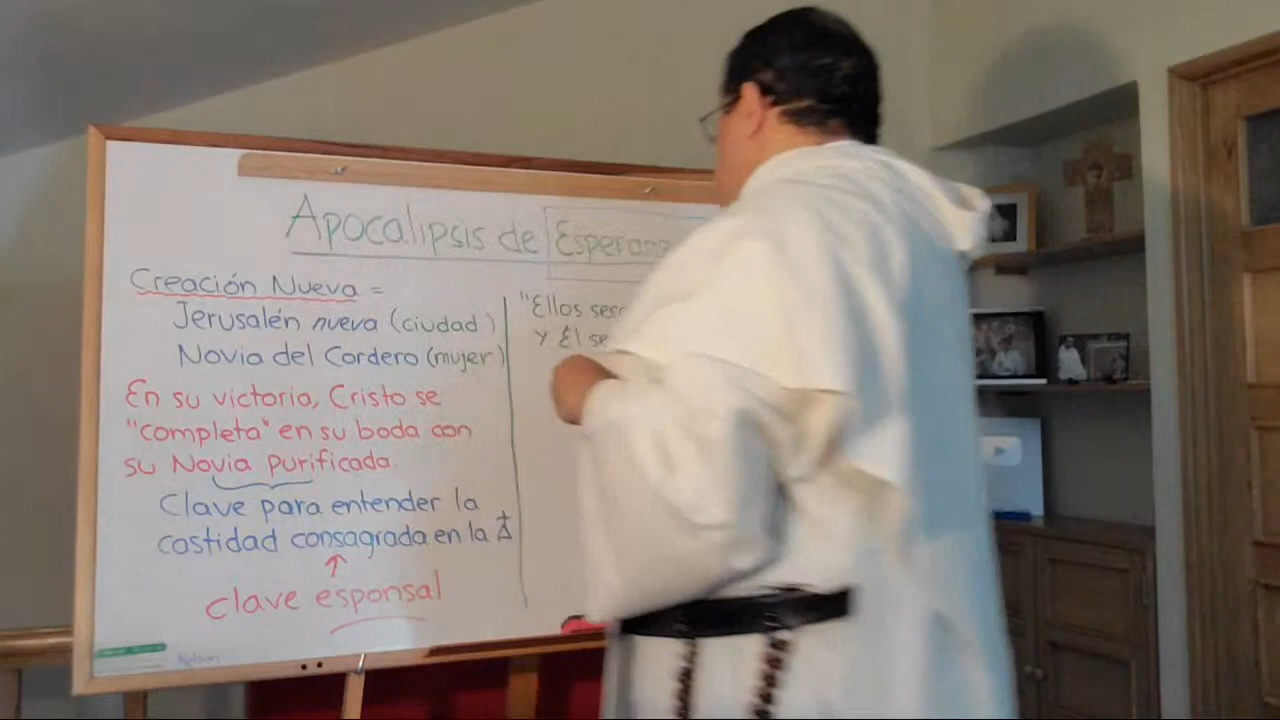 Apocalipsis de Esperanz
Creación Nueva =
Jerusalén nueva (ciudad)
Novia del Cordero (mujer)
En su victoria, Cristo se
"completa" en su boda con
su Novia purificada.
Clave para entender la
castidad consagrada en la
clave esponsal
"Ellos ser
y Él se